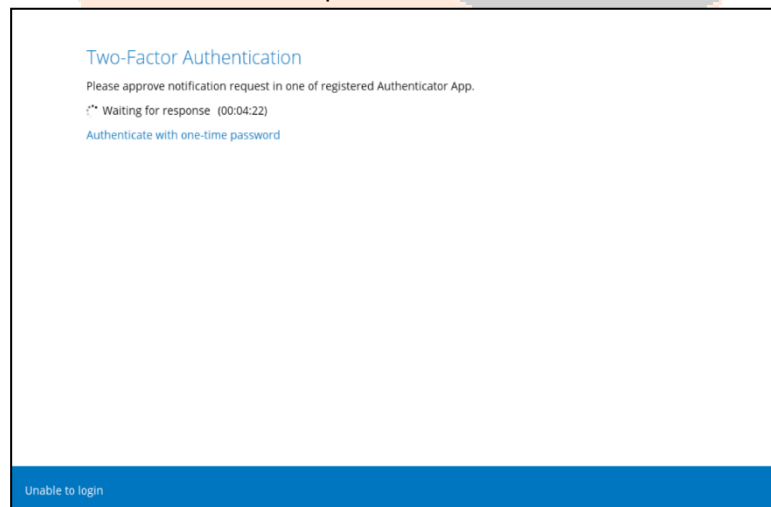 Two-Factor Authentication
Please approve notification request in one of registered Authenticator App.
Waiting for response (00:04:22)
Authenticate with one-time password
Unable to login